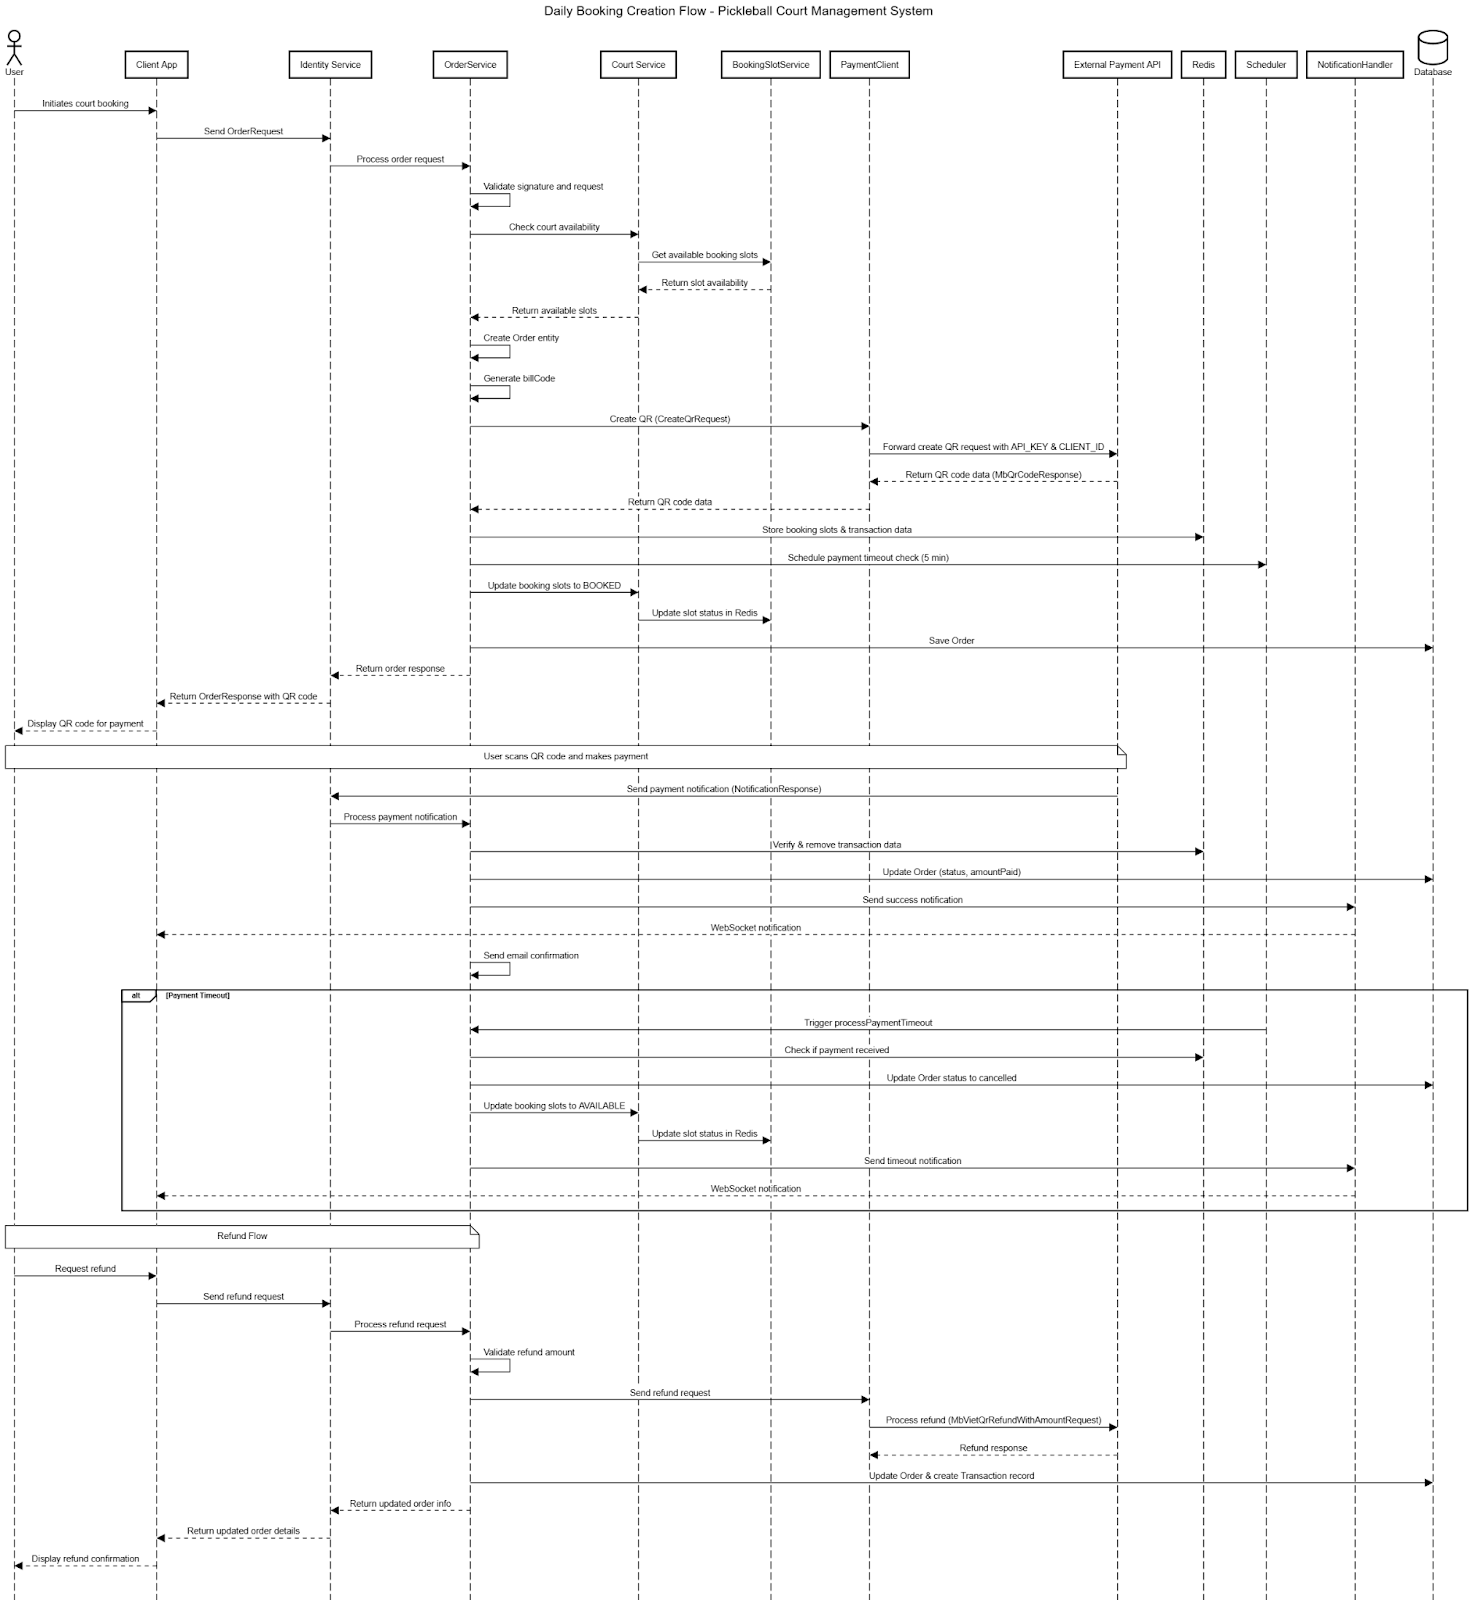 Daily Booking Creation Flow - Pickleball Court Management System
User
Client App
Identity Service
OrderService
Court Service
BookingSlotService
PaymentClient
External Payment API
Redis
Scheduler
NotificationHandler
Database
Initiates court booking
Send OrderRequest
Process order request
Validate signature and request
Check court availability
Get available booking slots
Return slot availability
Return available slots
Create Order entity
Generate billCode
Create QR (CreateQrRequest)
Forward create QR request with API_KEY & CLIENT_ID
Return QR code data (MbQrCodeResponse)
Return QR code data
Store booking slots & transaction data
Schedule payment timeout check (5 min)
Update booking slots to BOOKED
Update slot status in Redis
Save Order
Return order response
Return OrderResponse with QR code
Display QR code for payment
User scans QR code and makes payment
Send payment notification (NotificationResponse)
Process payment notification
Verify & remove transaction data
Update Order (status, amountPaid)
Send success notification
WebSocket notification
Send email confirmation
alt [Payment Timeout]
Trigger processPaymentTimeout
Check if payment received
Update Order status to cancelled
Update booking slots to AVAILABLE
Update slot status in Redis
Send timeout notification
WebSocket notification
Refund Flow
Request refund
Send refund request
Process refund request
Validate refund amount
Send refund request
Process refund (MbVietQrRefundWithAmountRequest)
Refund response
Update Order & create Transaction record
Return updated order info
Return updated order details
Display refund confirmation